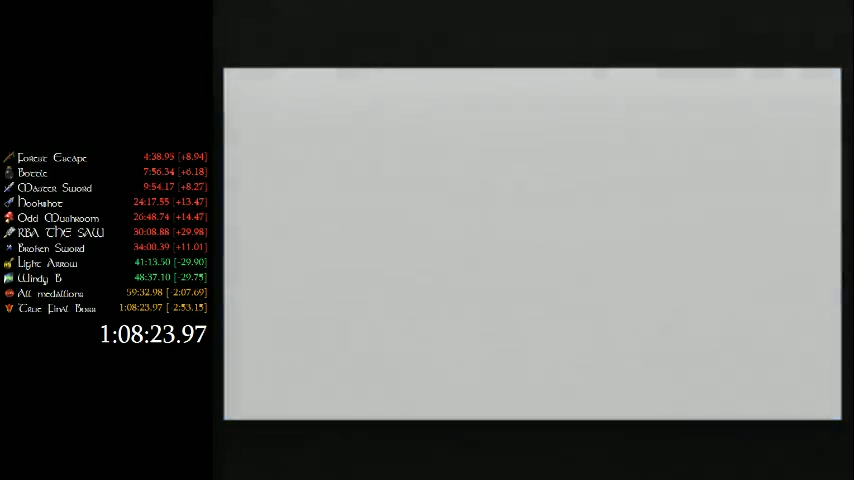 Forest Escape 4:38.95 [+8.94]
Bottle 7:56.34 [+6.18]
Master Sword 9:54.17 [+8.27]
Hookshot 24:17.55 [+13.47]
Odd Mushroom 26:48.74 [+14.47]
RBA THE SAW 30:08.88 [+29.98]
Broken Sword 34:00.39 [+11.01]
Light Arrow 41:13.50 [-29.90]
Windy B 48:37.10 [-29.75]
All medallions 59:32.98 [-2:07.69]
True Final Boss 1:08:23.97 [-2:53.15]
1:08:23.97